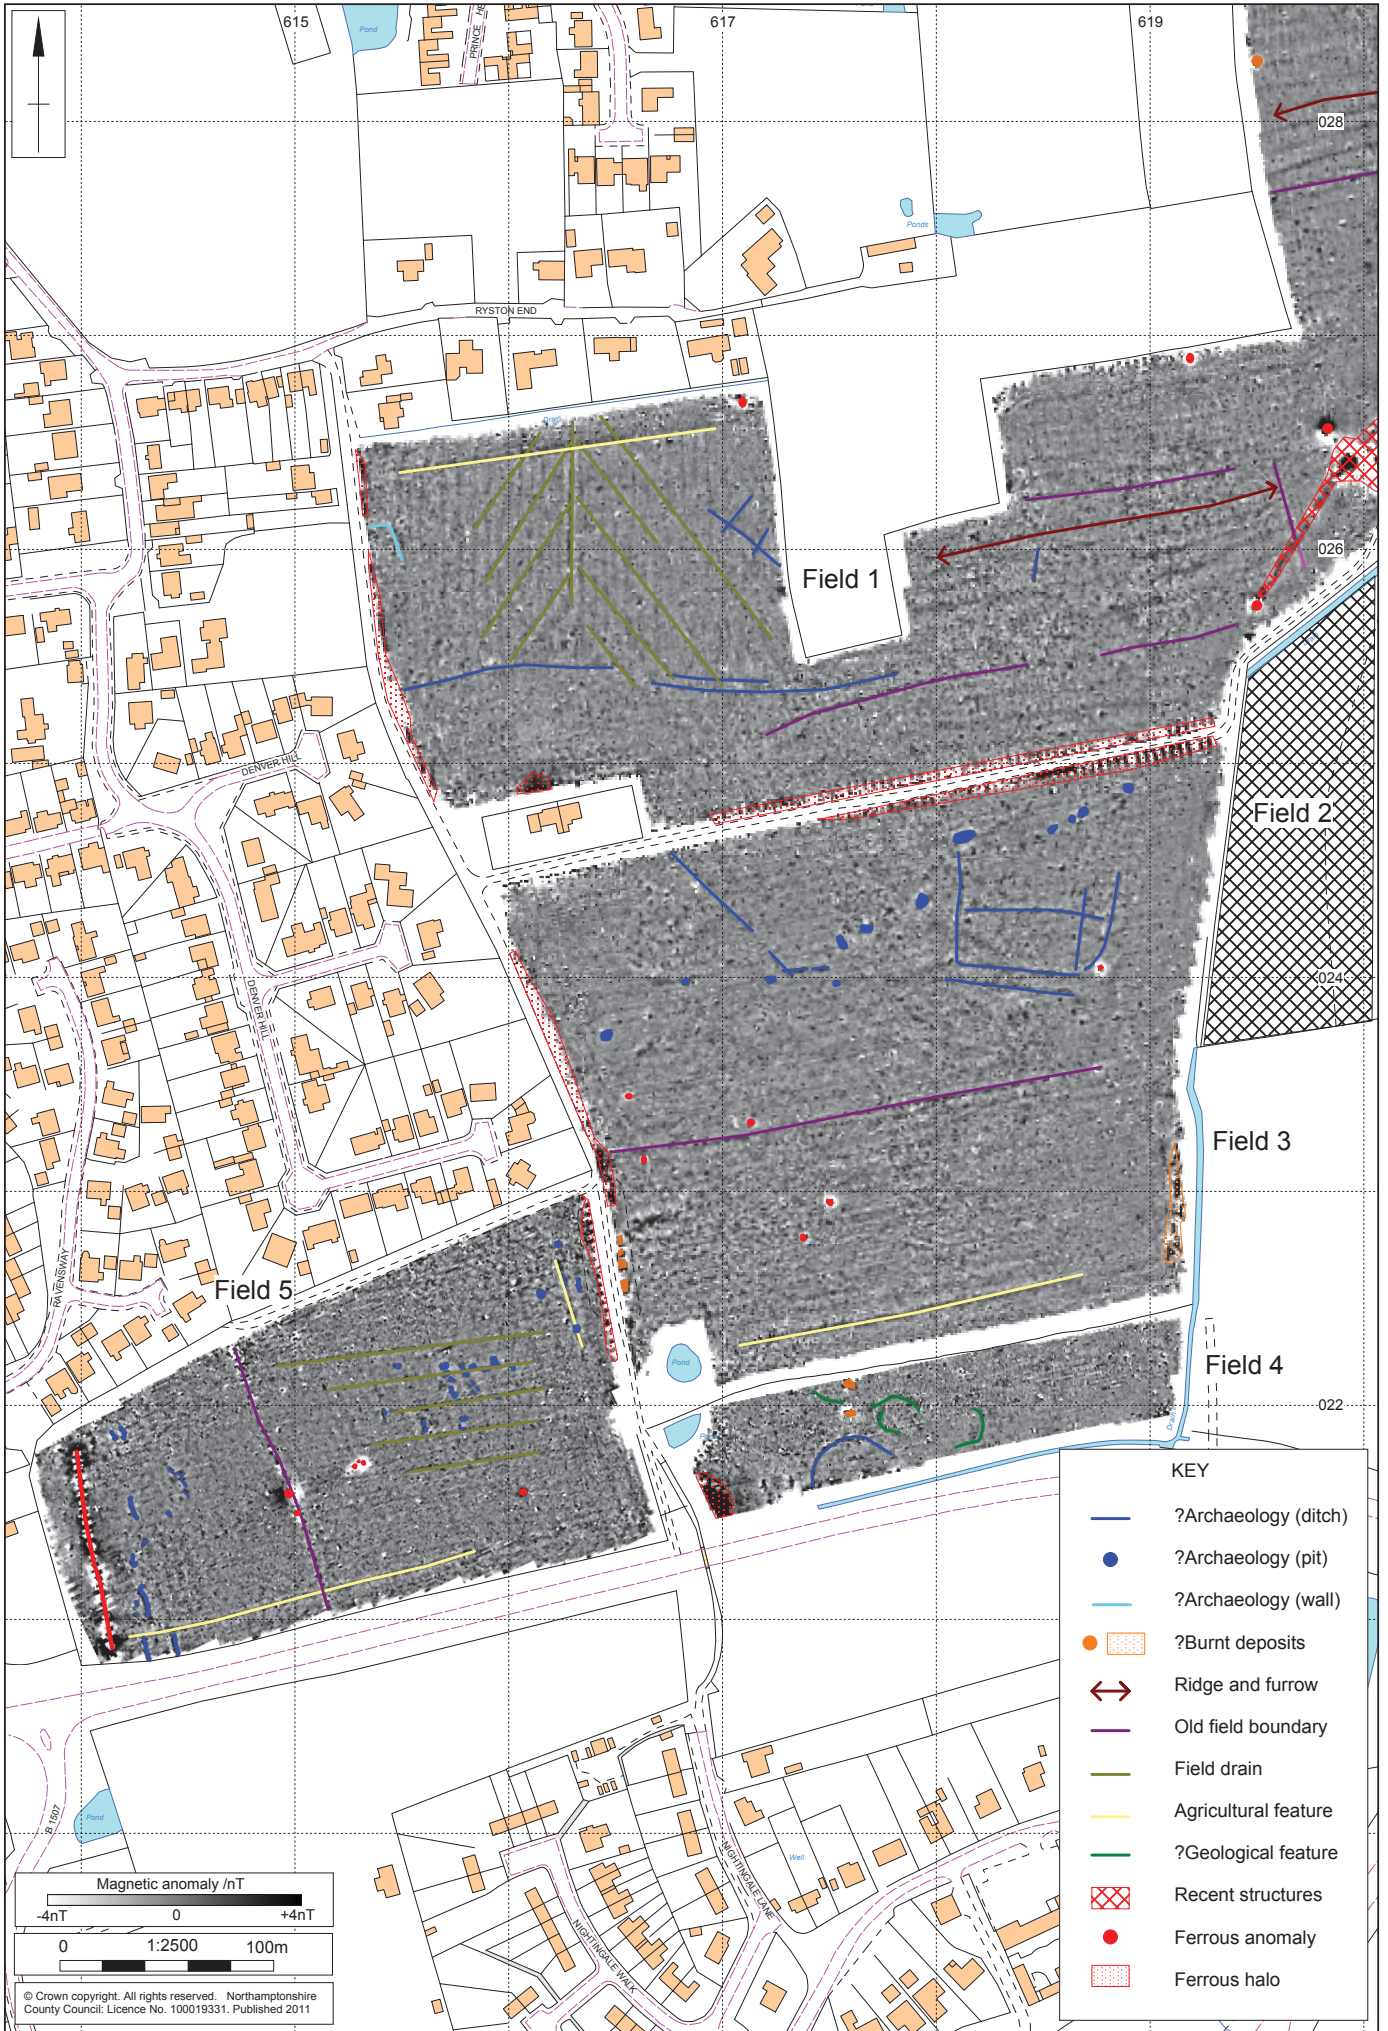 615
617
619
Pond
PRINCE HE
028
Ponds
RYSTON END
Drain
026
Field 1
DENVER HILL
Field 2
024
DENVER HILL
Field 3
RAVENSWAY
Field 5
Pond
Field 4
022
Drain
KEY
?Archaeology (ditch)
?Archaeology (pit)
?Archaeology (wall)
?Burnt deposits
Ridge and furrow
Old field boundary
Field drain
Agricultural feature
?Geological feature
Recent structures
Ferrous anomaly
Ferrous halo
B 1507
Pond
Well
NIGHTINGALE LANE
NIGHTINGALE WALK
Magnetic anomaly /nT
-4nT 0 +4nT
0 1:2500 100m
© Crown copyright. All rights reserved. Northamptonshire
County Council: Licence No. 100019331. Published 2011